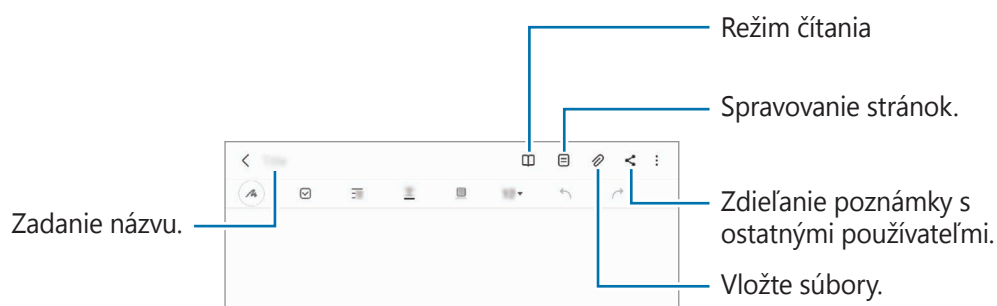 Režim čítania
Spravovanie stránok.
Zadanie názvu.
Zdieľanie poznámky s
ostatnými používateľmi.
Vložte súbory.